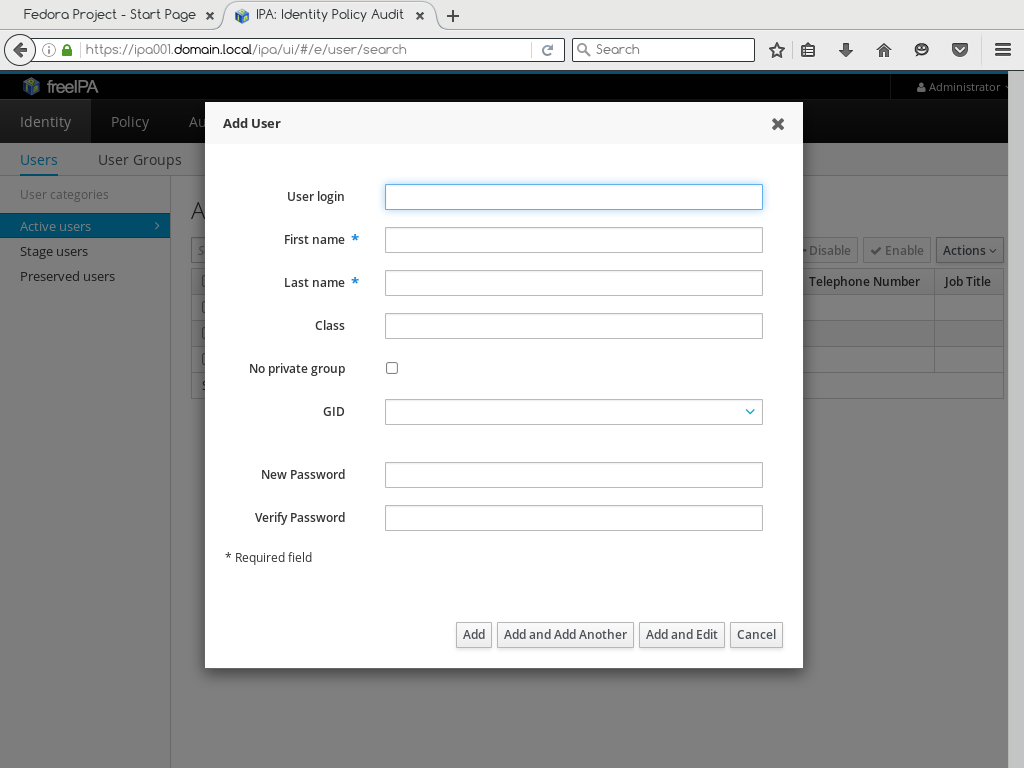 Fedora Project - Start Page
IPA: Identity Policy Audit
https://ipa001.domain.local/ipa/ui/#/e/user/search
Search
freeIPA
Administrator
Identity
Policy
Au
Users
User Groups
User categories
Active users
Stage users
Preserved users
A
S
Disable
Enable
Actions
Telephone Number
Job Title
S
Add User
User login
First name *
Last name *
Class
No private group
GID
New Password
Verify Password
* Required field
Add
Add and Add Another
Add and Edit
Cancel